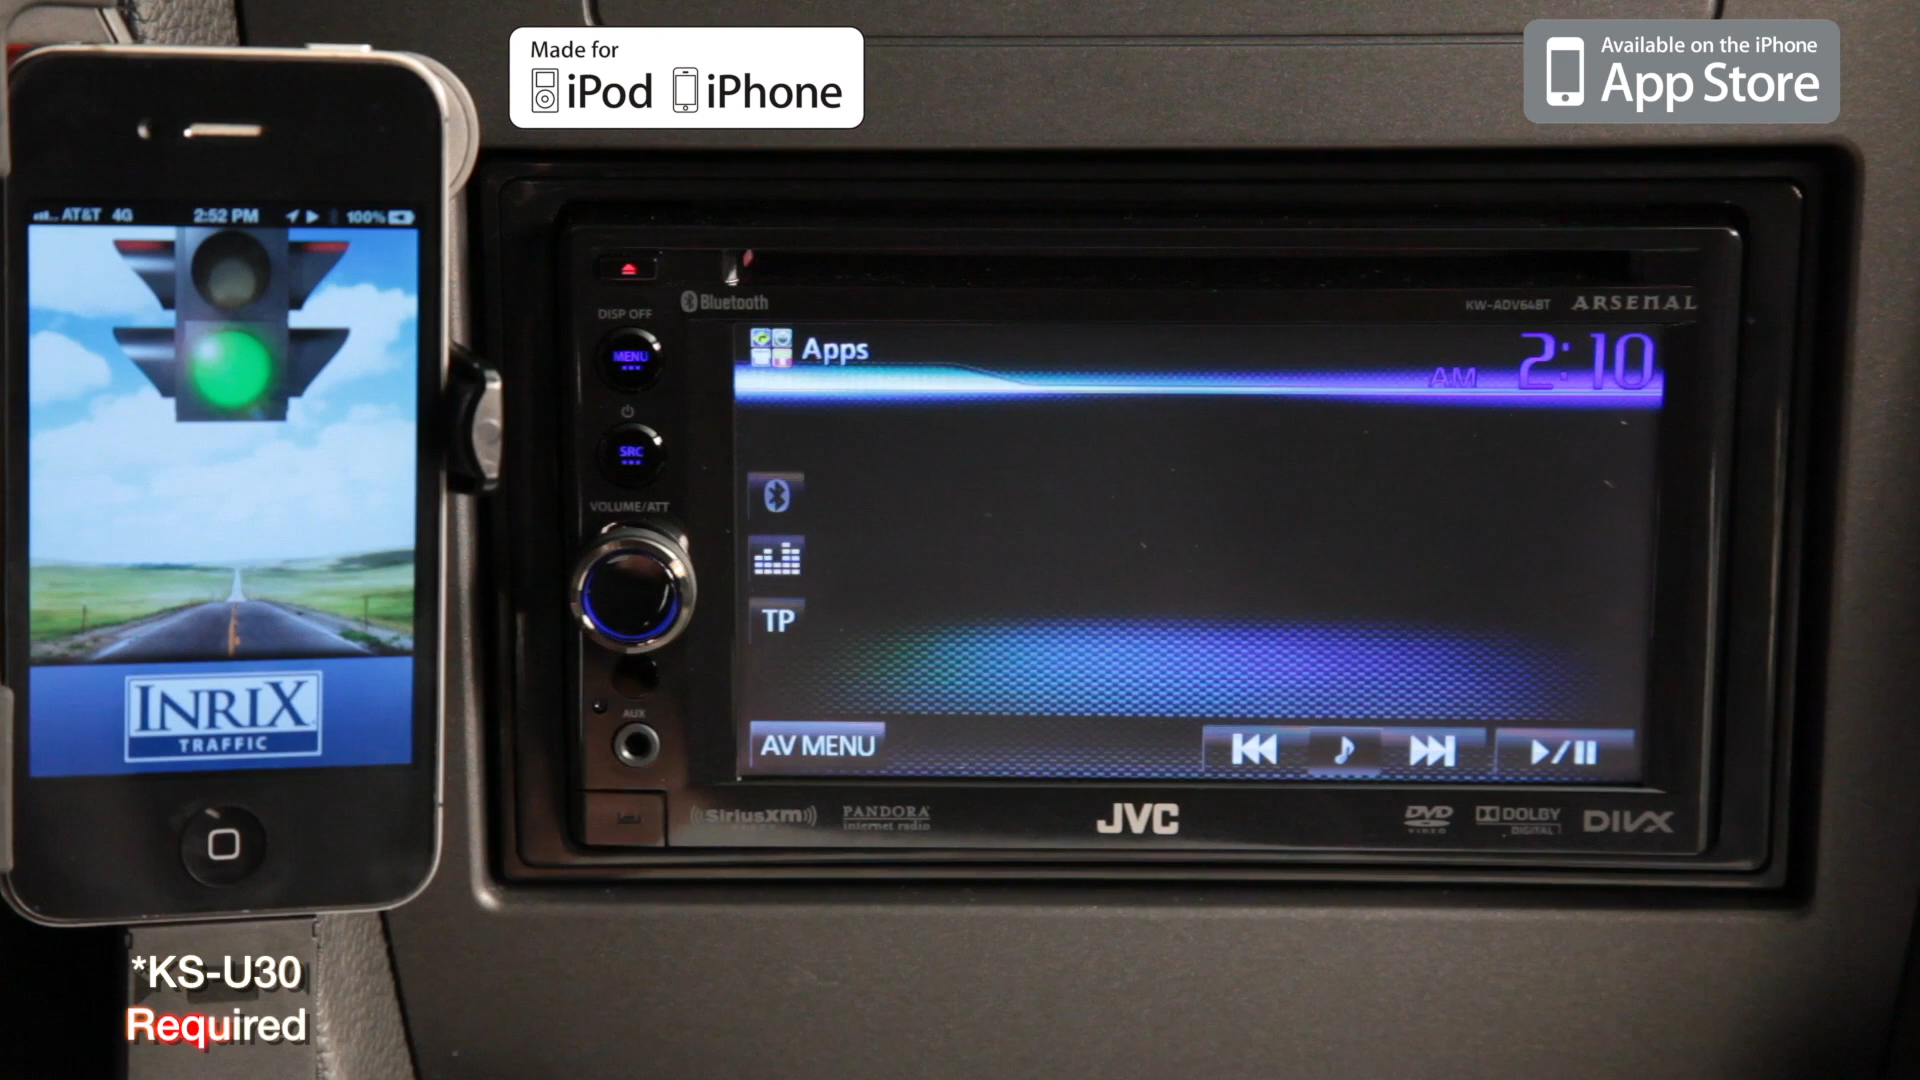 Made for
iPod iPhone
Available on the iPhone
App Store
AT&T 4G 2:52 PM 100%
INRIX
TRAFFIC
*KS-U30
Required
Bluetooth
KW-ADV64BT ARSENAL
DISP OFF
MENU
SRC
VOLUME/ATT
AUX
Apps
AM 2:10
TP
AV MENU
SiriusXm
PANDORA
internet radio
JVC
DVD
VIDEO
DOLBY
DIGITAL
DIVX